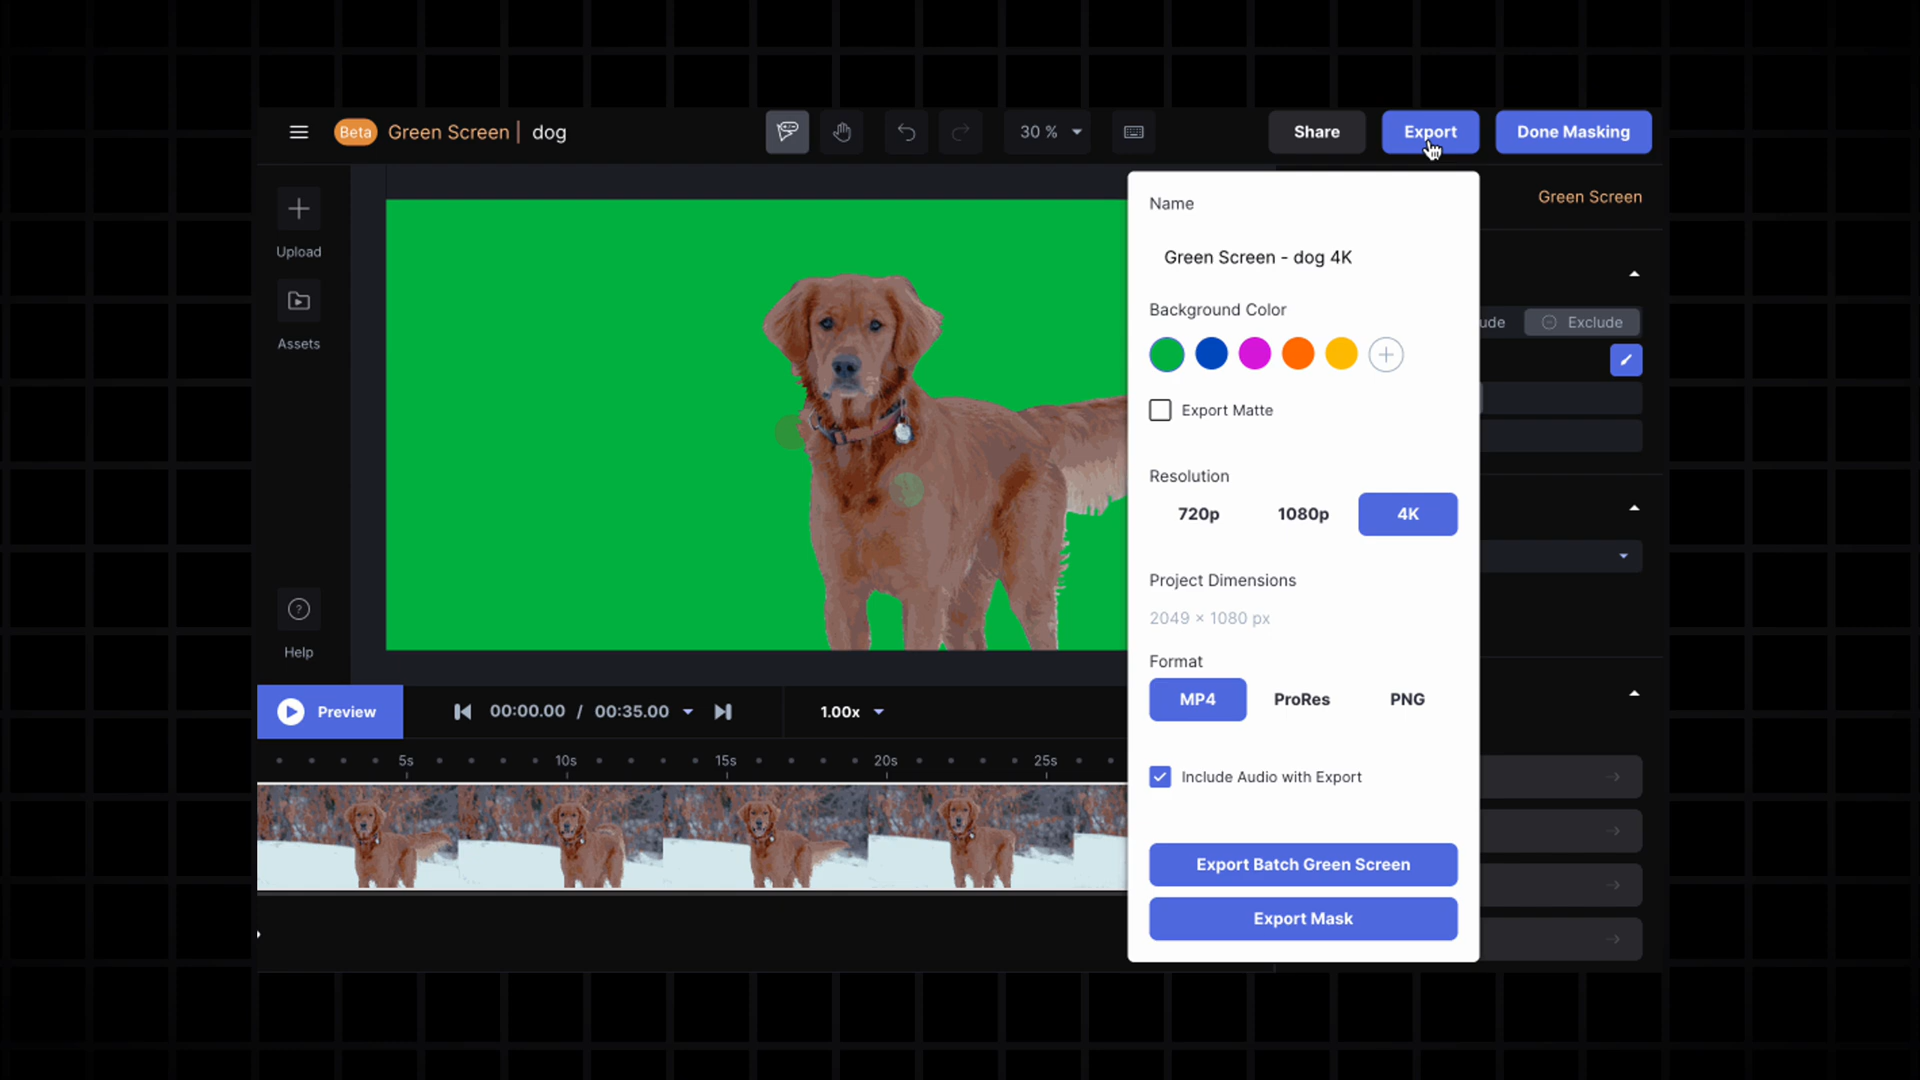 Beta Green Screen | dog
30 %
Share
Export
Done Masking
Upload
Assets
Help
Name
Green Screen - dog 4K
Background Color
Export Matte
Resolution
720p 1080p 4K
Project Dimensions
2049 × 1080 px
Format
MP4 ProRes PNG
Include Audio with Export
Export Batch Green Screen
Export Mask
Green Screen
ude
Exclude
Preview
00:00.00 / 00:35.00
1.00x
5s 10s 15s 20s 25s